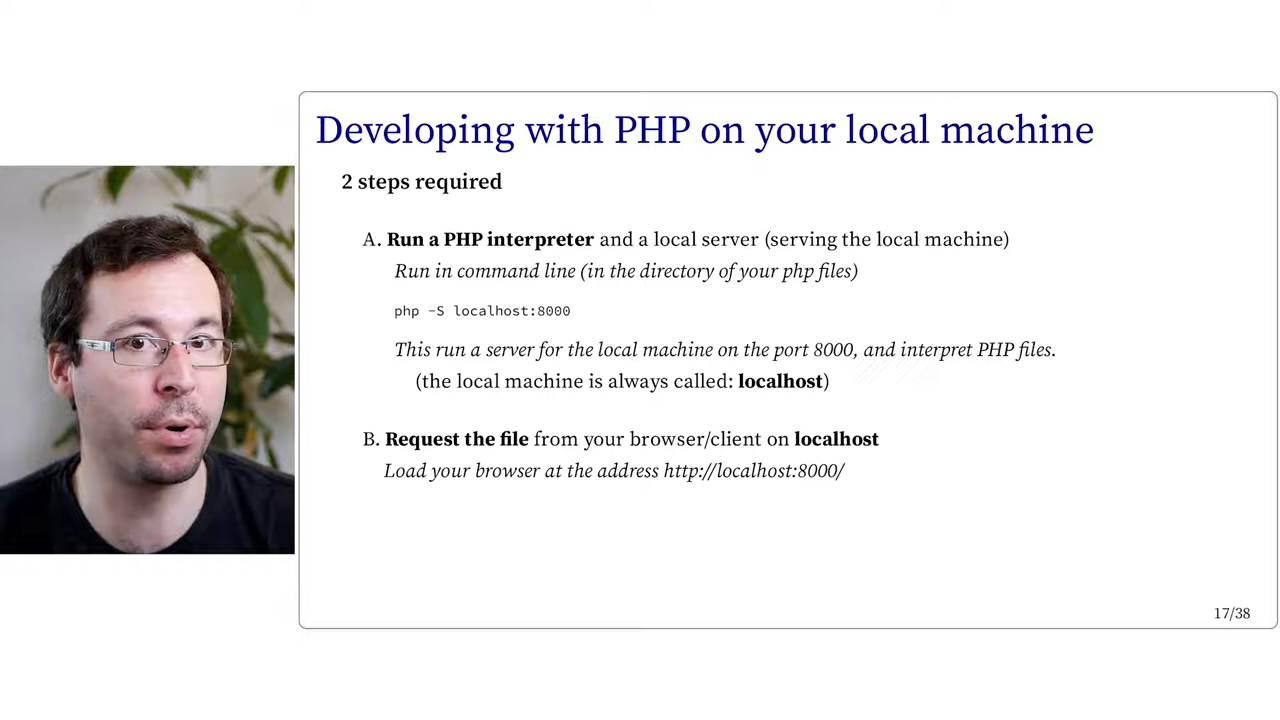 Developing with PHP on your local machine
2 steps required
A. Run a PHP interpreter and a local server (serving the local machine)
Run in command line (in the directory of your php files)
php -S localhost:8000
This run a server for the local machine on the port 8000, and interpret PHP files.
(the local machine is always called: localhost)
B. Request the file from your browser/client on localhost
Load your browser at the address http://localhost:8000/
17/38